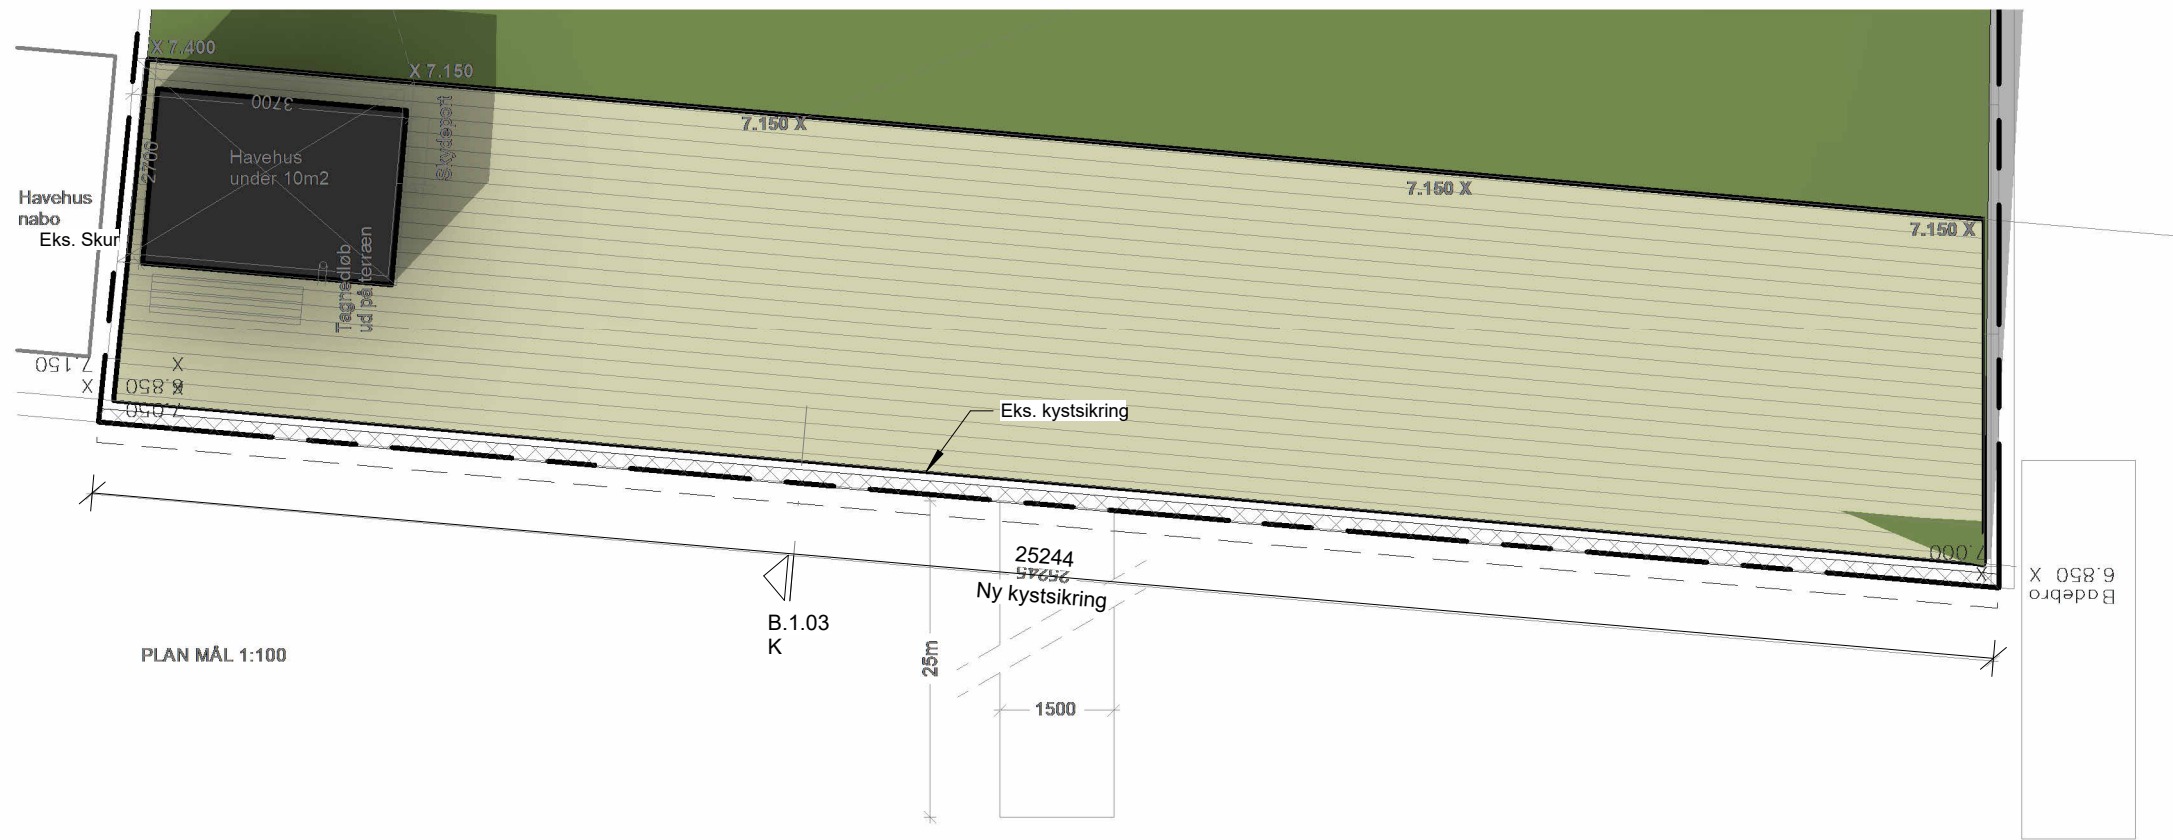 X 7.400
X 7.150
3700
7.150 X
Skydeport
2700
Havehus
under 10m2
7.150 X
Havehus
nabo
Eks. Skur
7.150 X
Tagnedløb
ud på terræn
7.150
X
X
6.850 X
7.050
Eks. kystsikring
7.000
X
25244
25245
Ny kystsikring
6.850 X
Badebro
B.1.03
K
PLAN MÅL 1:100
25m
1500